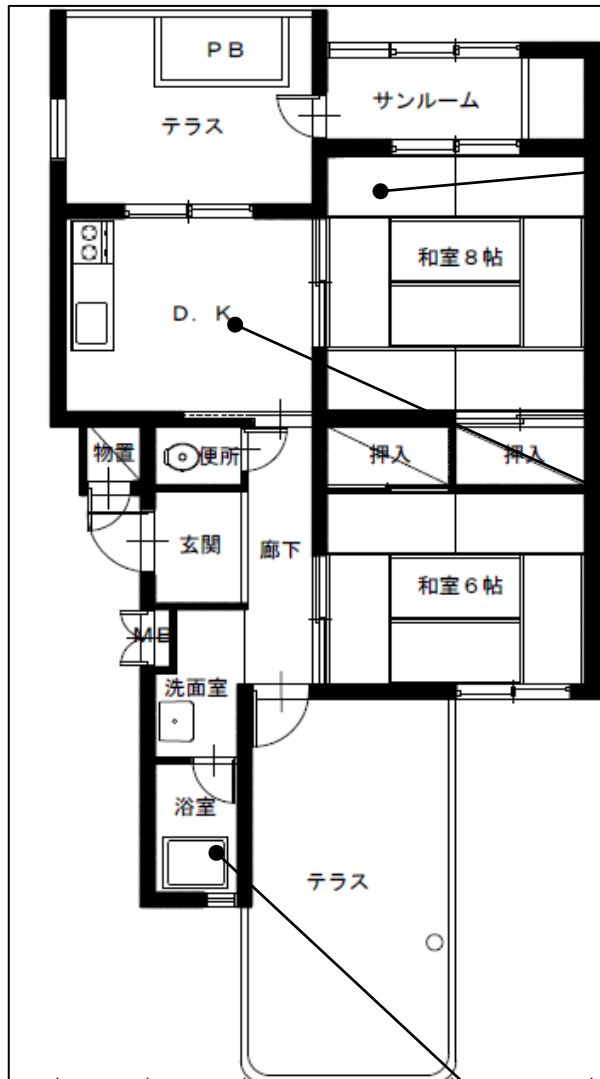 ＰＢ
サンルーム
テラス
和室８帖
Ｄ．Ｋ
物置
便所
押入
押入
玄関
廊下
和室６帖
ＭＢ
洗面室
浴室
テラス